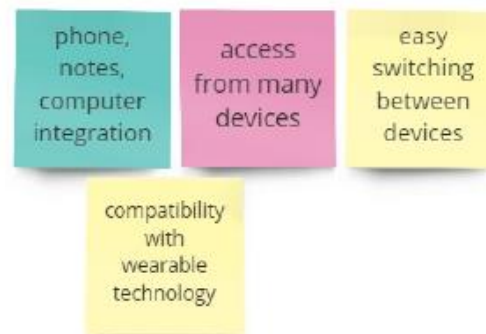 phone,
notes,
computer
integration
access
from many
devices
easy
switching
between
devices
compatibility
with
wearable
technology